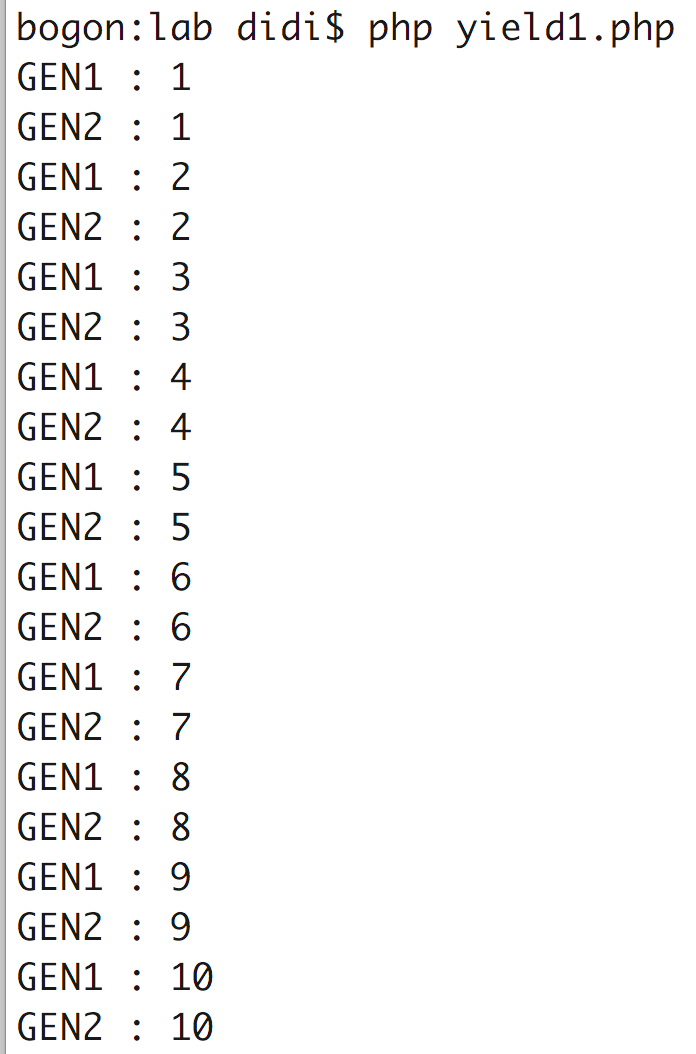 bogon:lab didi$ php yield1.php
GEN1 : 1
GEN2 : 1
GEN1 : 2
GEN2 : 2
GEN1 : 3
GEN2 : 3
GEN1 : 4
GEN2 : 4
GEN1 : 5
GEN2 : 5
GEN1 : 6
GEN2 : 6
GEN1 : 7
GEN2 : 7
GEN1 : 8
GEN2 : 8
GEN1 : 9
GEN2 : 9
GEN1 : 10
GEN2 : 10